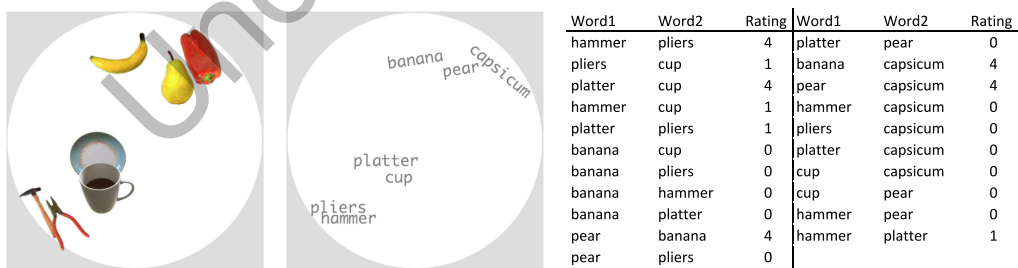 Unc
banana
capsicum
pear
platter
cup
pliers
hammer
Word1 Word2 Rating Word1 Word2 Rating
hammer pliers 4 platter pear 0
pliers cup 1 banana capsicum 4
platter cup 4 pear capsicum 4
hammer cup 1 hammer capsicum 0
platter pliers 1 pliers capsicum 0
banana cup 0 platter capsicum 0
banana pliers 0 cup capsicum 0
banana hammer 0 cup pear 0
banana platter 0 hammer pear 0
pear banana 4 hammer platter 1
pear pliers 0